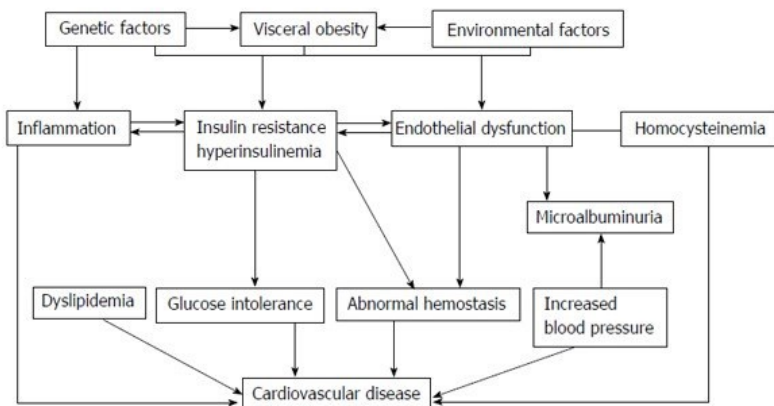 Genetic factors
Visceral obesity
Environmental factors
Inflammation
Insulin resistance
hyperinsulinemia
Endothelial dysfunction
Homocysteinemia
Microalbuminuria
Dyslipidemia
Glucose intolerance
Abnormal hemostasis
Increased
blood pressure
Cardiovascular disease